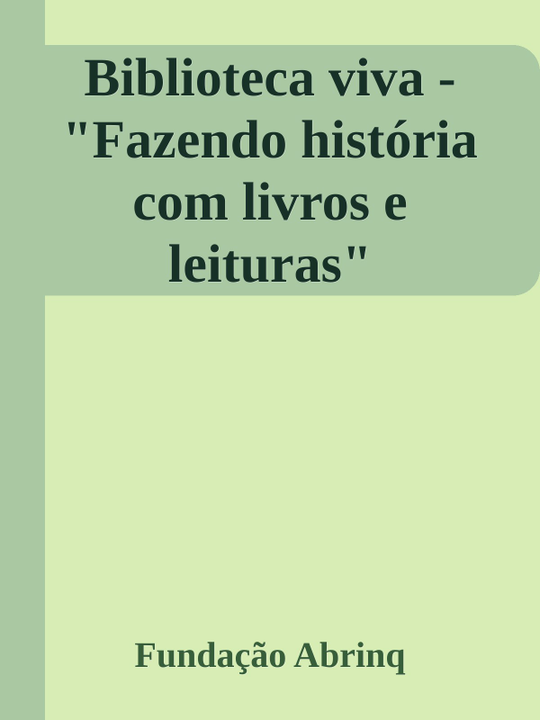 Biblioteca viva -
"Fazendo história
com livros e
leituras"
Fundação Abrinq